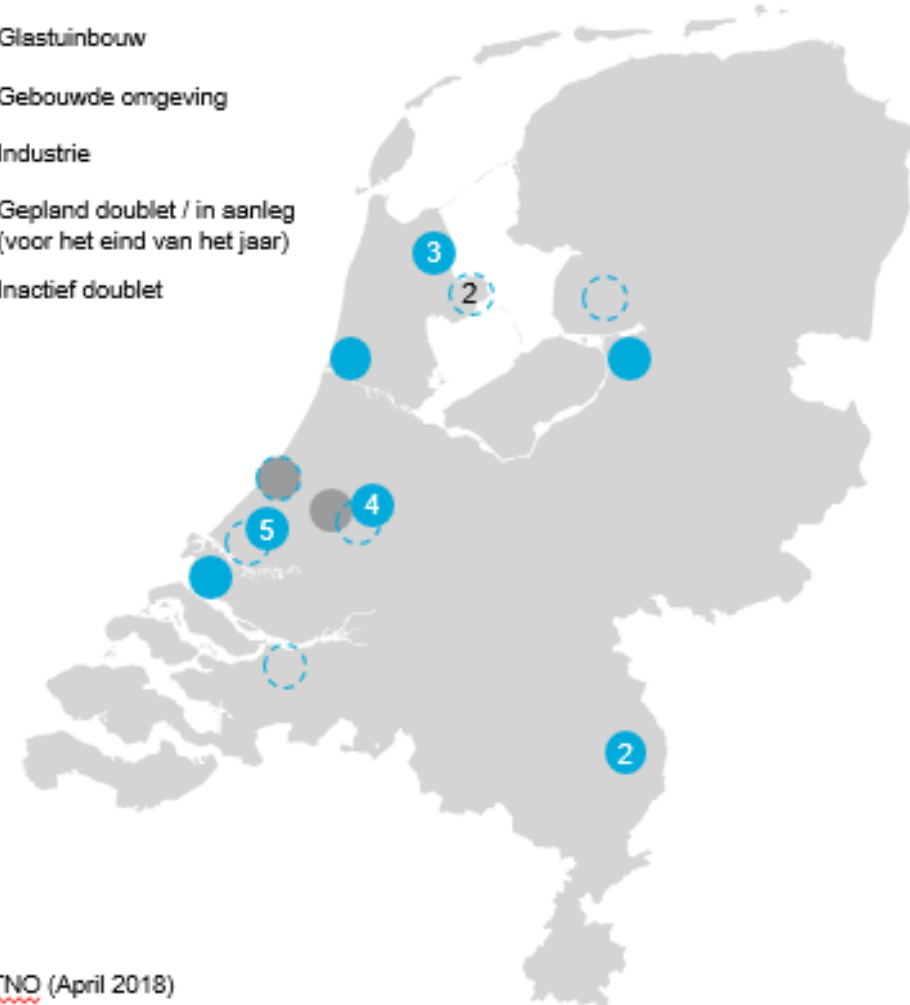 Glastuinbouw
Gebouwde omgeving
Industrie
Gepland doublet / in aanleg
(voor het eind van het jaar)
Inactief doublet
3
2
4
5
2
TNO (April 2018)